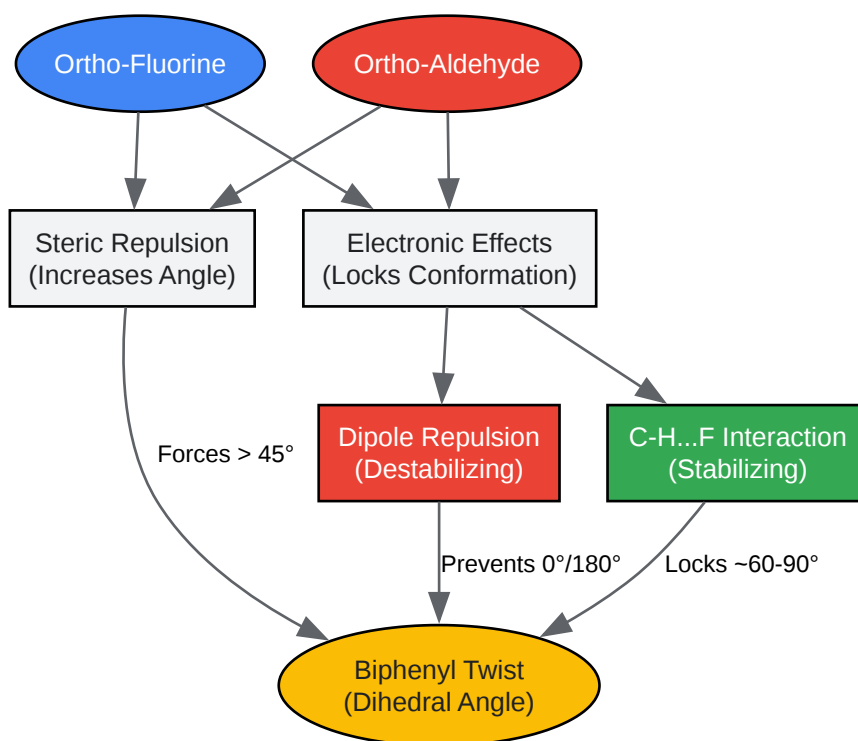 Ortho-Fluorine
Ortho-Aldehyde
Steric Repulsion
(Increases Angle)
Electronic Effects
(Locks Conformation)
Dipole Repulsion
(Destabilizing)
C-H...F Interaction
(Stabilizing)
Forces > 45°
Prevents 0°/180°
Locks ~60-90°
Biphenyl Twist
(Dihedral Angle)